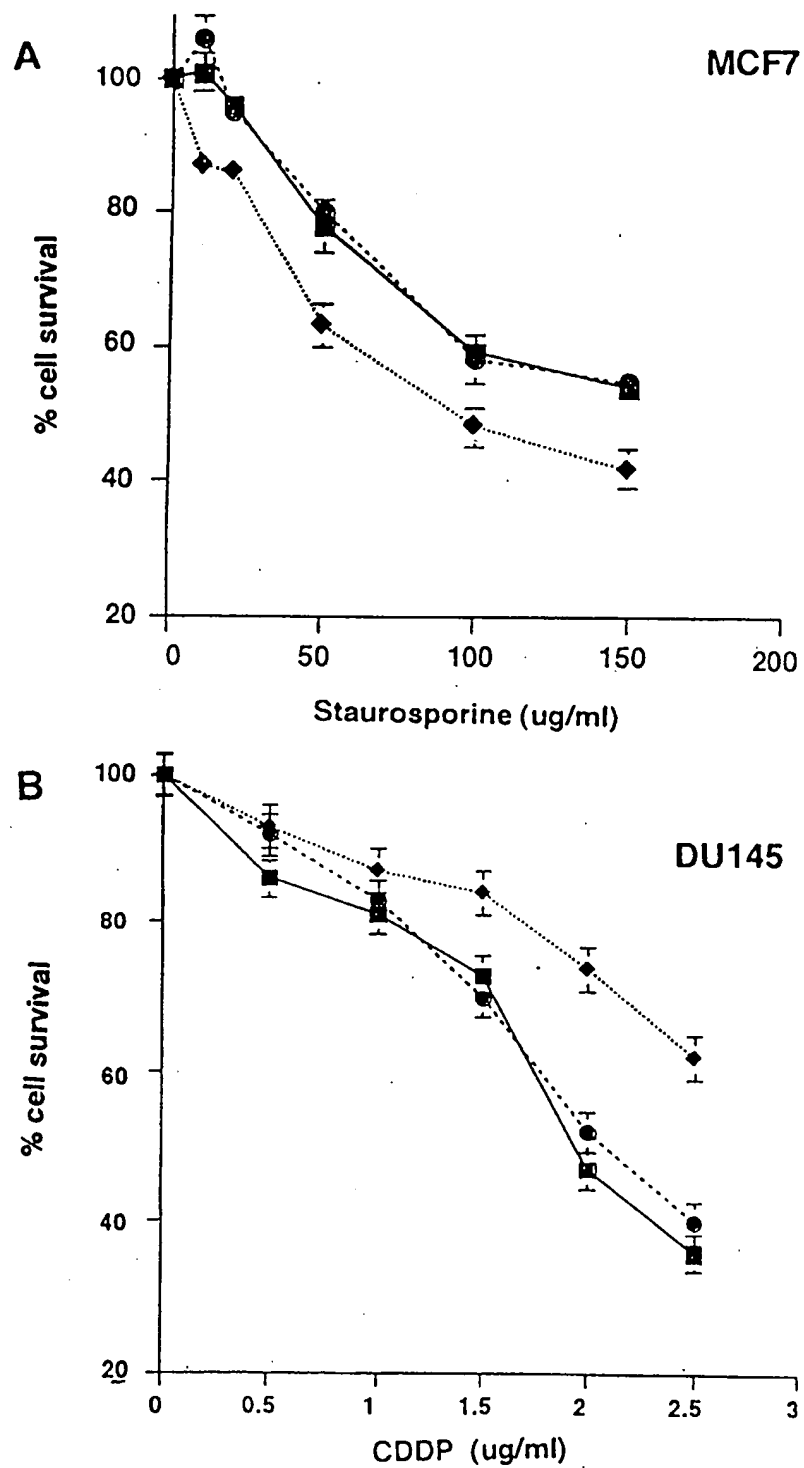 A
MCF7
100
80
60
40
20
% cell survival
0 50 100 150 200
Staurosporine (ug/ml)
B
DU145
100
80
60
40
20
% cell survival
0 0.5 1 1.5 2 2.5 3
CDDP (ug/ml)